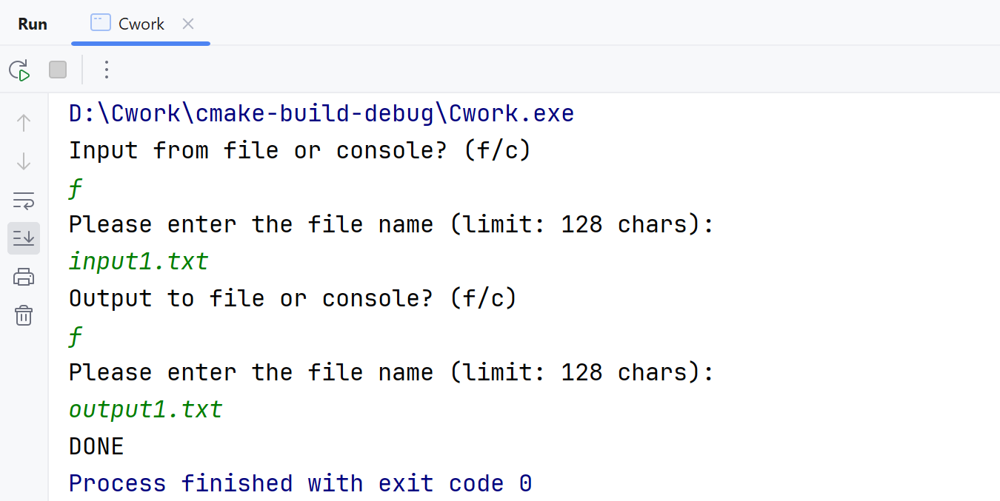 Run Cwork
D:\Cwork\cmake-build-debug\Cwork.exe
Input from file or console? (f/c)
f
Please enter the file name (limit: 128 chars):
input1.txt
Output to file or console? (f/c)
f
Please enter the file name (limit: 128 chars):
output1.txt
DONE
Process finished with exit code 0